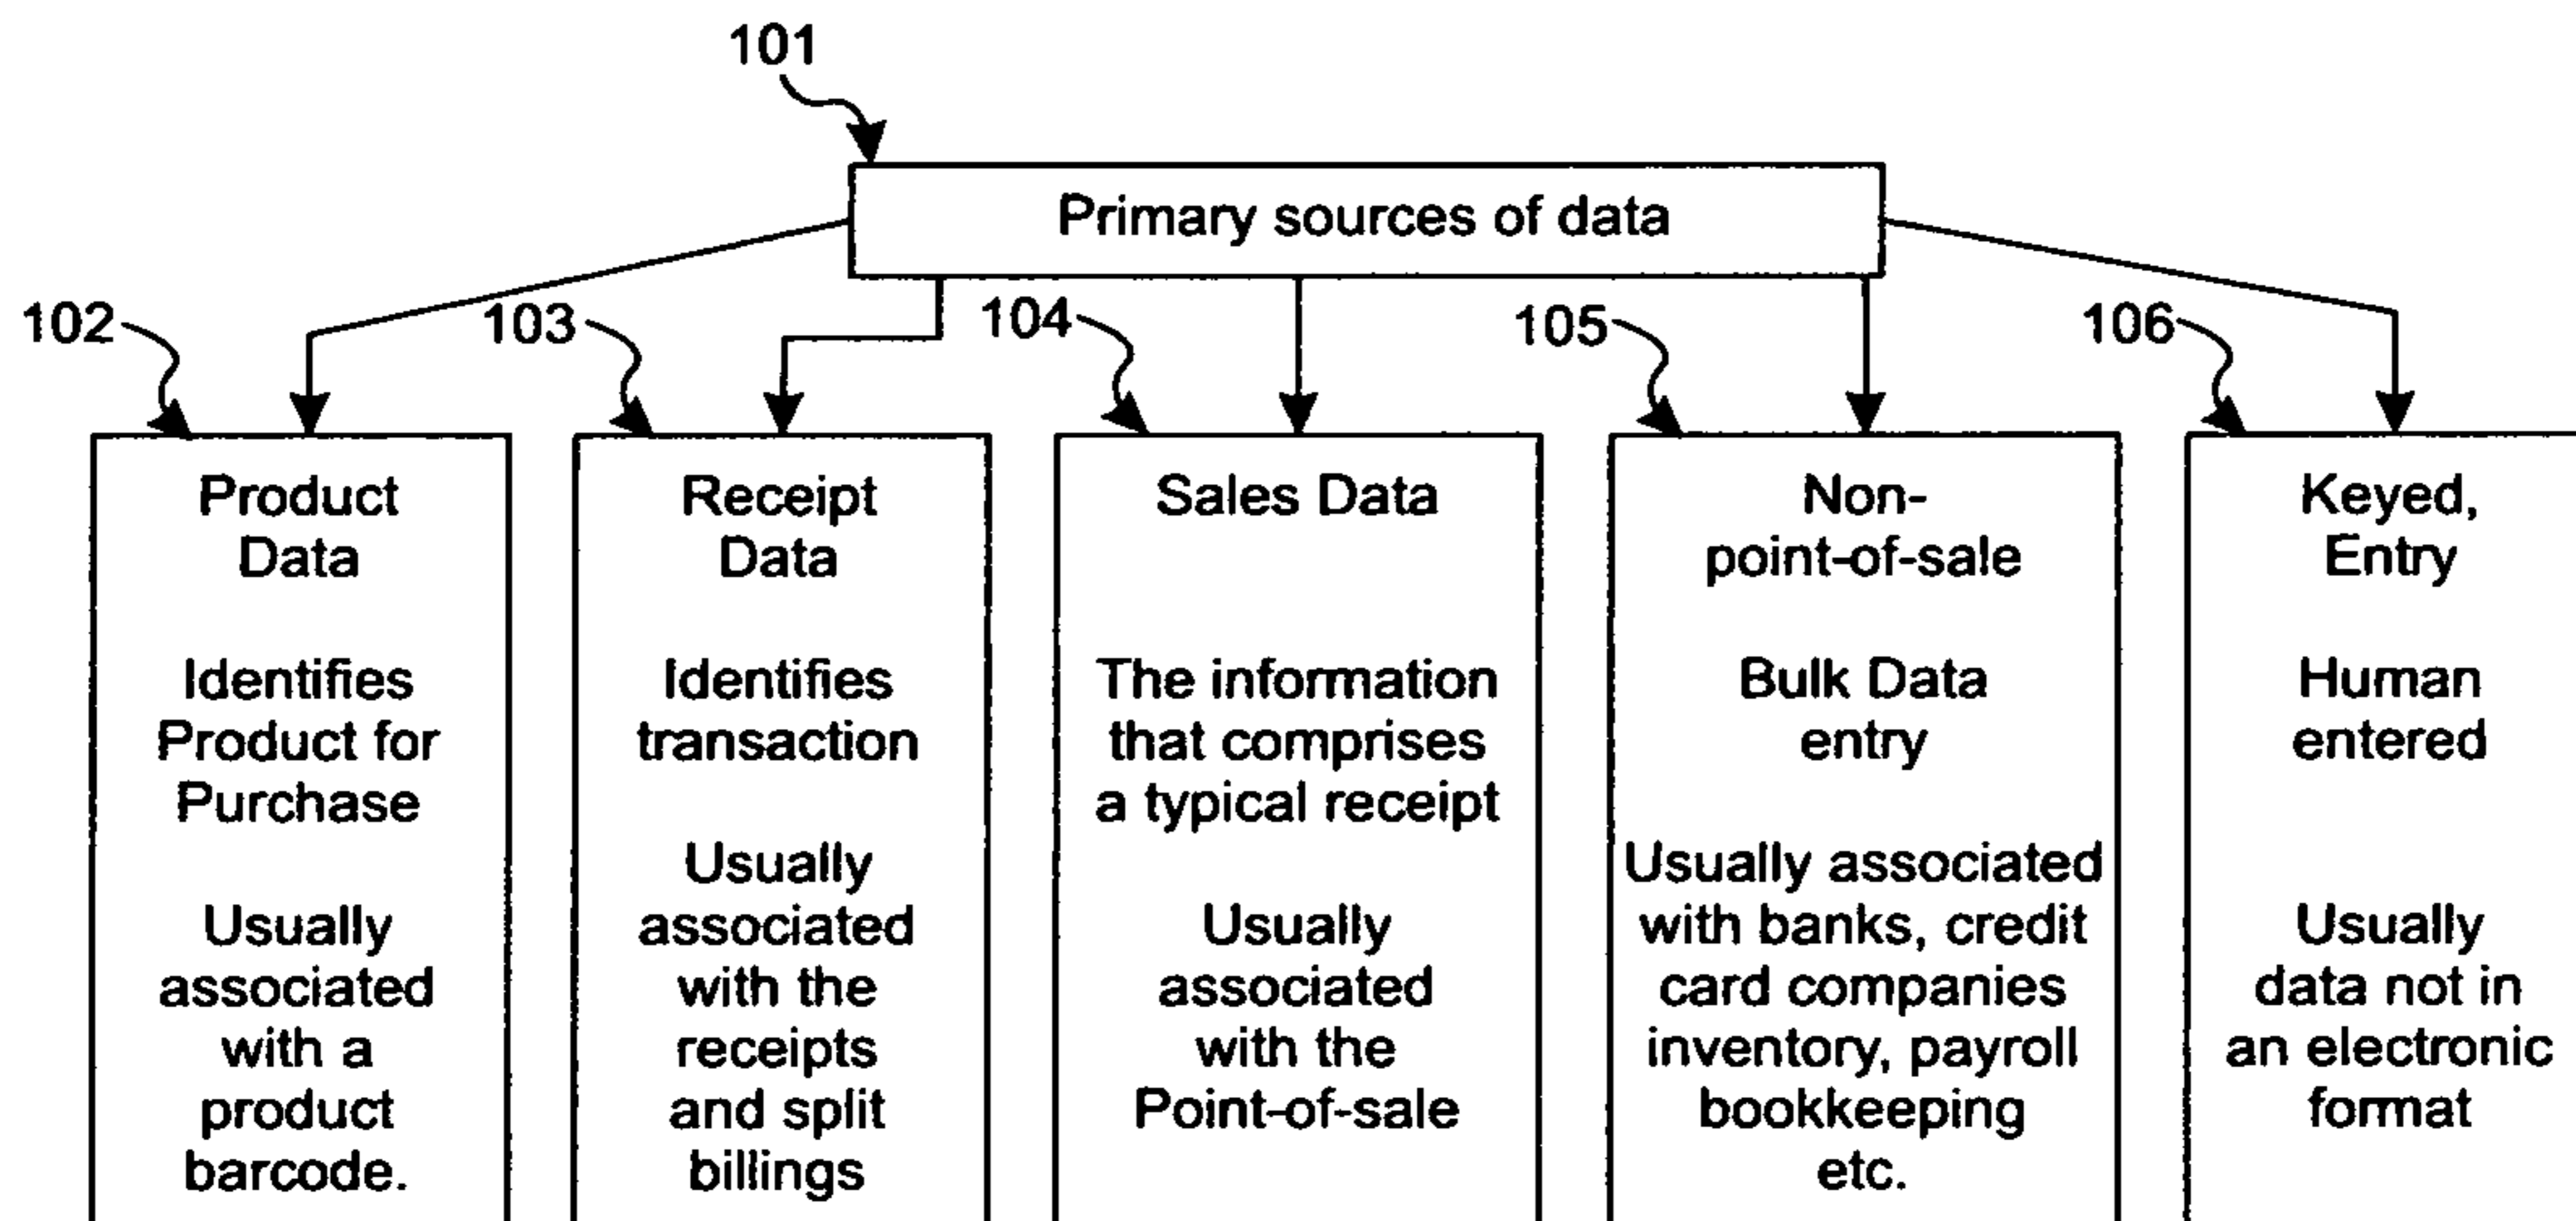 101
Primary sources of data
102
103
104
105
106
Product
Data
Identifies
Product for
Purchase
Usually
associated
with a
product
barcode.
Receipt
Data
Identifies
transaction
Usually
associated
with the
receipts
and split
billings
Sales Data
The information
that comprises
a typical receipt
Usually
associated
with the
Point-of-sale
Non-
point-of-sale
Bulk Data
entry
Usually associated
with banks, credit
card companies
inventory, payroll
bookkeeping
etc.
Keyed,
Entry
Human
entered
Usually
data not in
an electronic
format